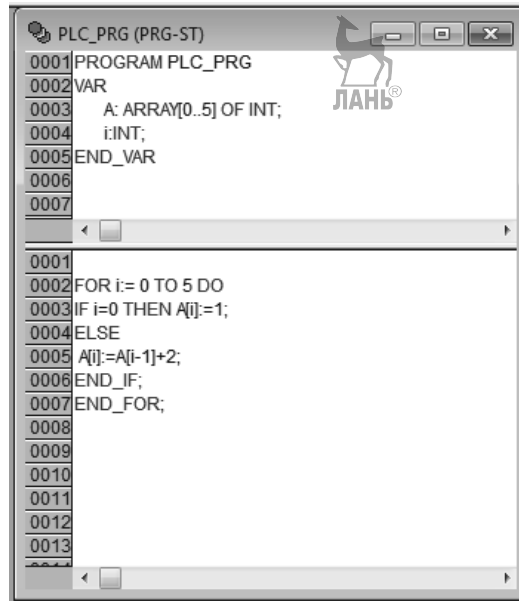 PLC_PRG (PRG-ST)
0001 PROGRAM PLC_PRG
0002 VAR
0003 A: ARRAY[0..5] OF INT;
0004 i:INT;
0005 END_VAR
0006
0007
ЛАНЬ®
0001
0002 FOR i:= 0 TO 5 DO
0003 IF i=0 THEN A[i]:=1;
0004 ELSE
0005 A[i]:=A[i-1]+2;
0006 END_IF;
0007 END_FOR;
0008
0009
0010
0011
0012
0013